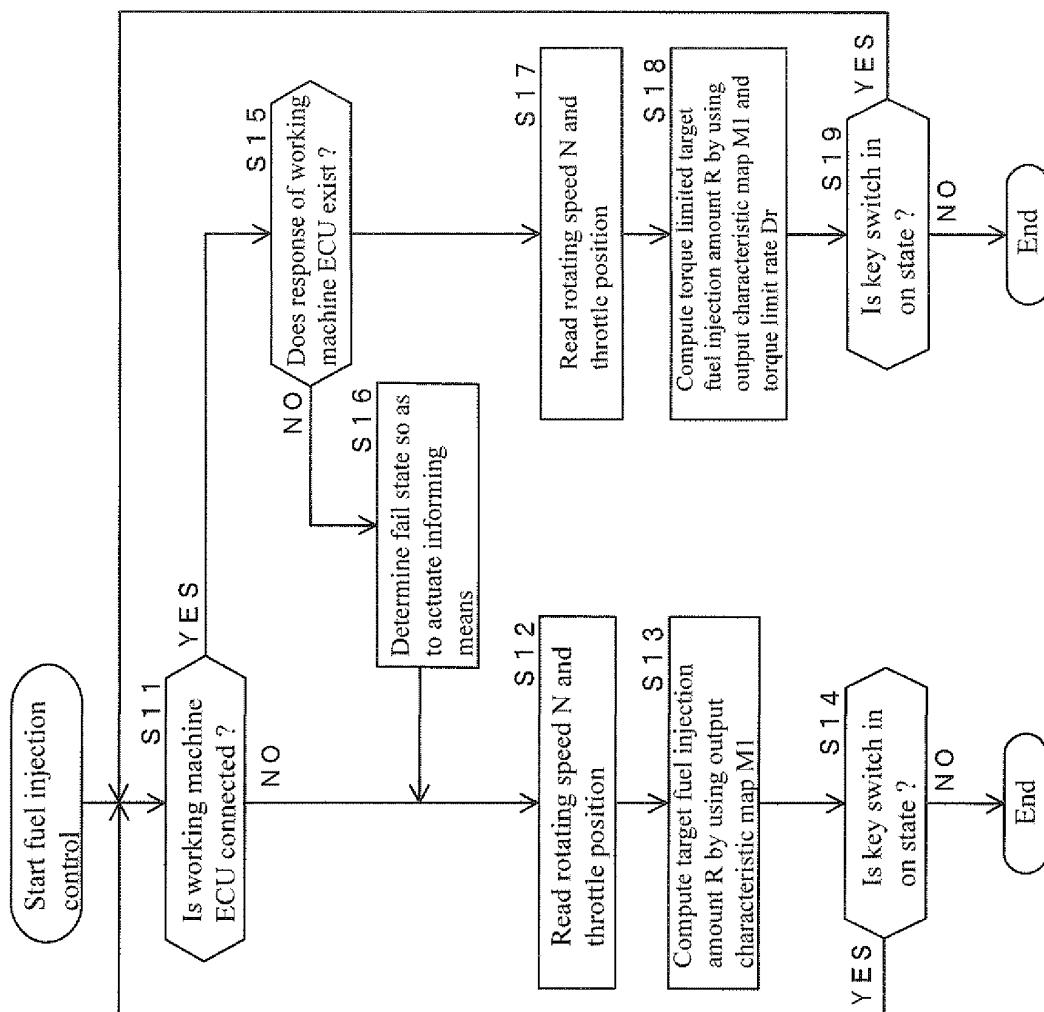 Start fuel injection
control
S11
Is working machine
ECU connected ?
YES
NO
S15
Does response of working
machine ECU exist ?
NO
S16
Determine fail state so as
to actuate informing
means
S12
Read rotating speed N and
throttle position
S13
Compute target fuel injection
amount R by using output
characteristic map M1
S14
Is key switch in
on state ?
YES
NO
End
S17
Read rotating speed N and
throttle position
S18
Compute torque limited target
fuel injection amount R by using
output characteristic map M1 and
torque limit rate Dr
S19
Is key switch in
on state ?
YES
NO
End